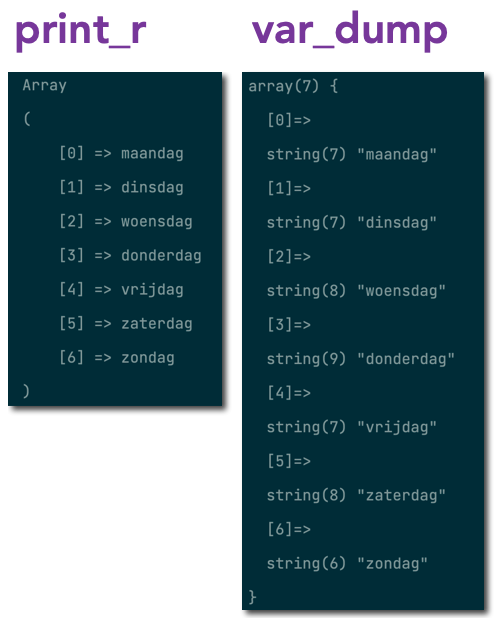 print_r
Array
(
    [0] => maandag
    [1] => dinsdag
    [2] => woensdag
    [3] => donderdag
    [4] => vrijdag
    [5] => zaterdag
    [6] => zondag
)
var_dump
array(7) {
  [0]=>
  string(7) "maandag"
  [1]=>
  string(7) "dinsdag"
  [2]=>
  string(8) "woensdag"
  [3]=>
  string(9) "donderdag"
  [4]=>
  string(7) "vrijdag"
  [5]=>
  string(8) "zaterdag"
  [6]=>
  string(6) "zondag"
}